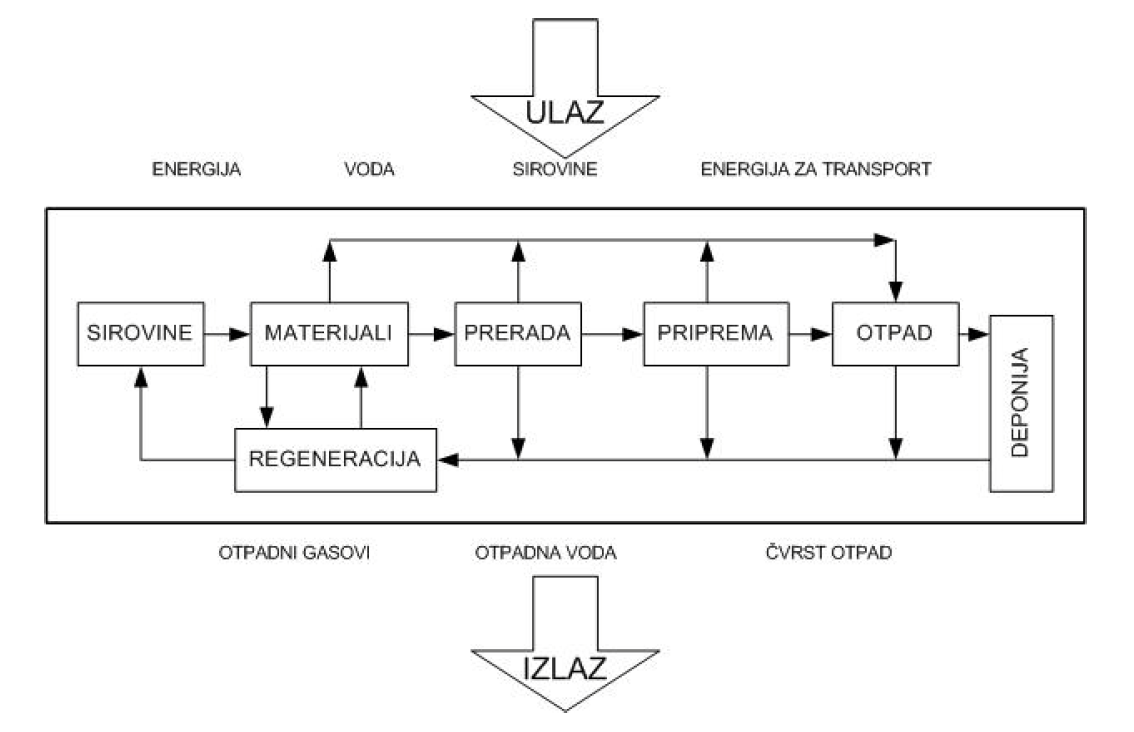 ULAZ
ENERGIJA VODA SIROVINE ENERGIJA ZA TRANSPORT
SIROVINE MATERIJALI PRERADA PRIPREMA OTPAD
DEPONIJA
REGENERACIJA
OTPADNI GASOVI OTPADNA VODA ČVRST OTPAD
IZLAZ